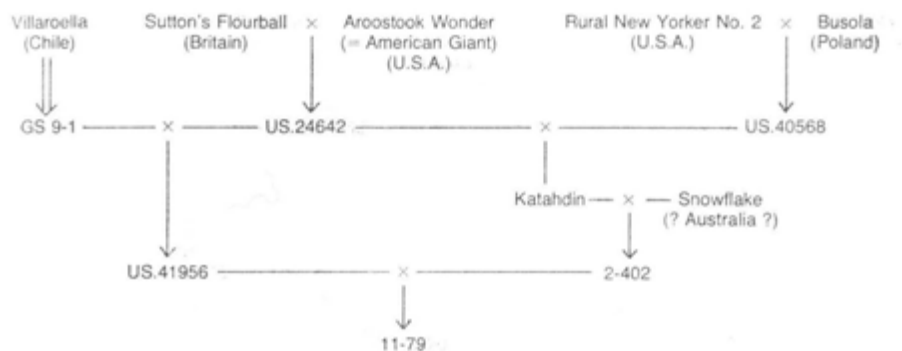 Villaroella Sutton's Flourball × Aroostook Wonder Rural New Yorker No. 2 × Busola
(Chile) (Britain) (= American Giant) (U.S.A.) (Poland)
(U.S.A.)
GS 9-1 × US.24642 × US.40568
Katahdin × Snowflake
(? Australia ?)
US.41956 × 2-402
11-79